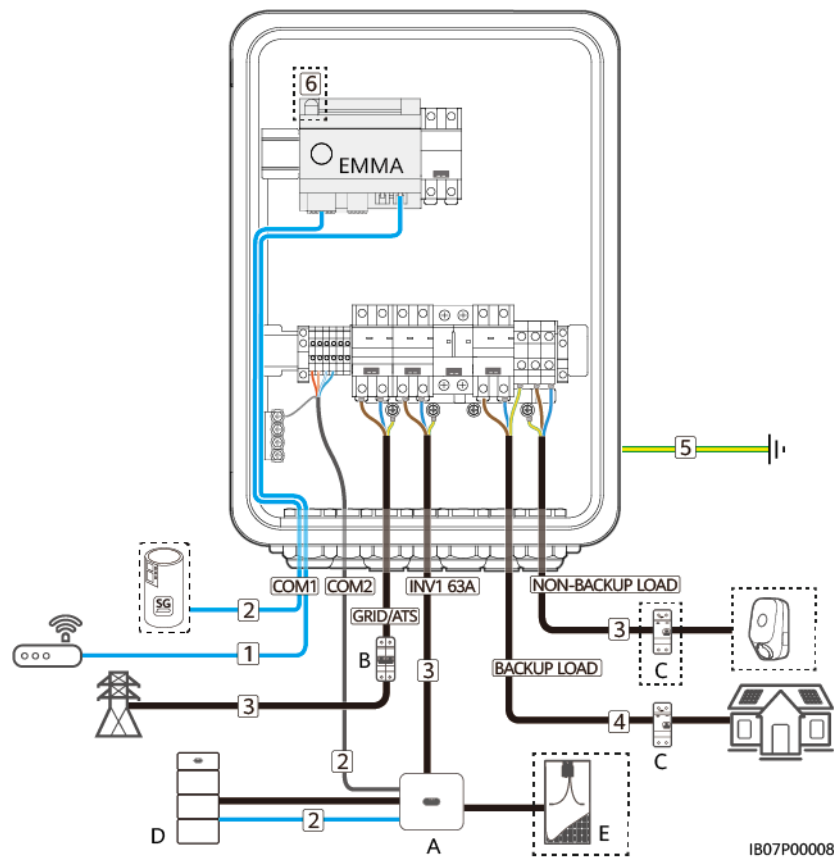 6
EMMA
5
SG
2
COM1
COM2
INV1 63A
NON-BACKUP LOAD
GRID/ATS
1
B
3
3
C
BACKUP LOAD
3
4
C
2
D
2
A
E
IB07P00008